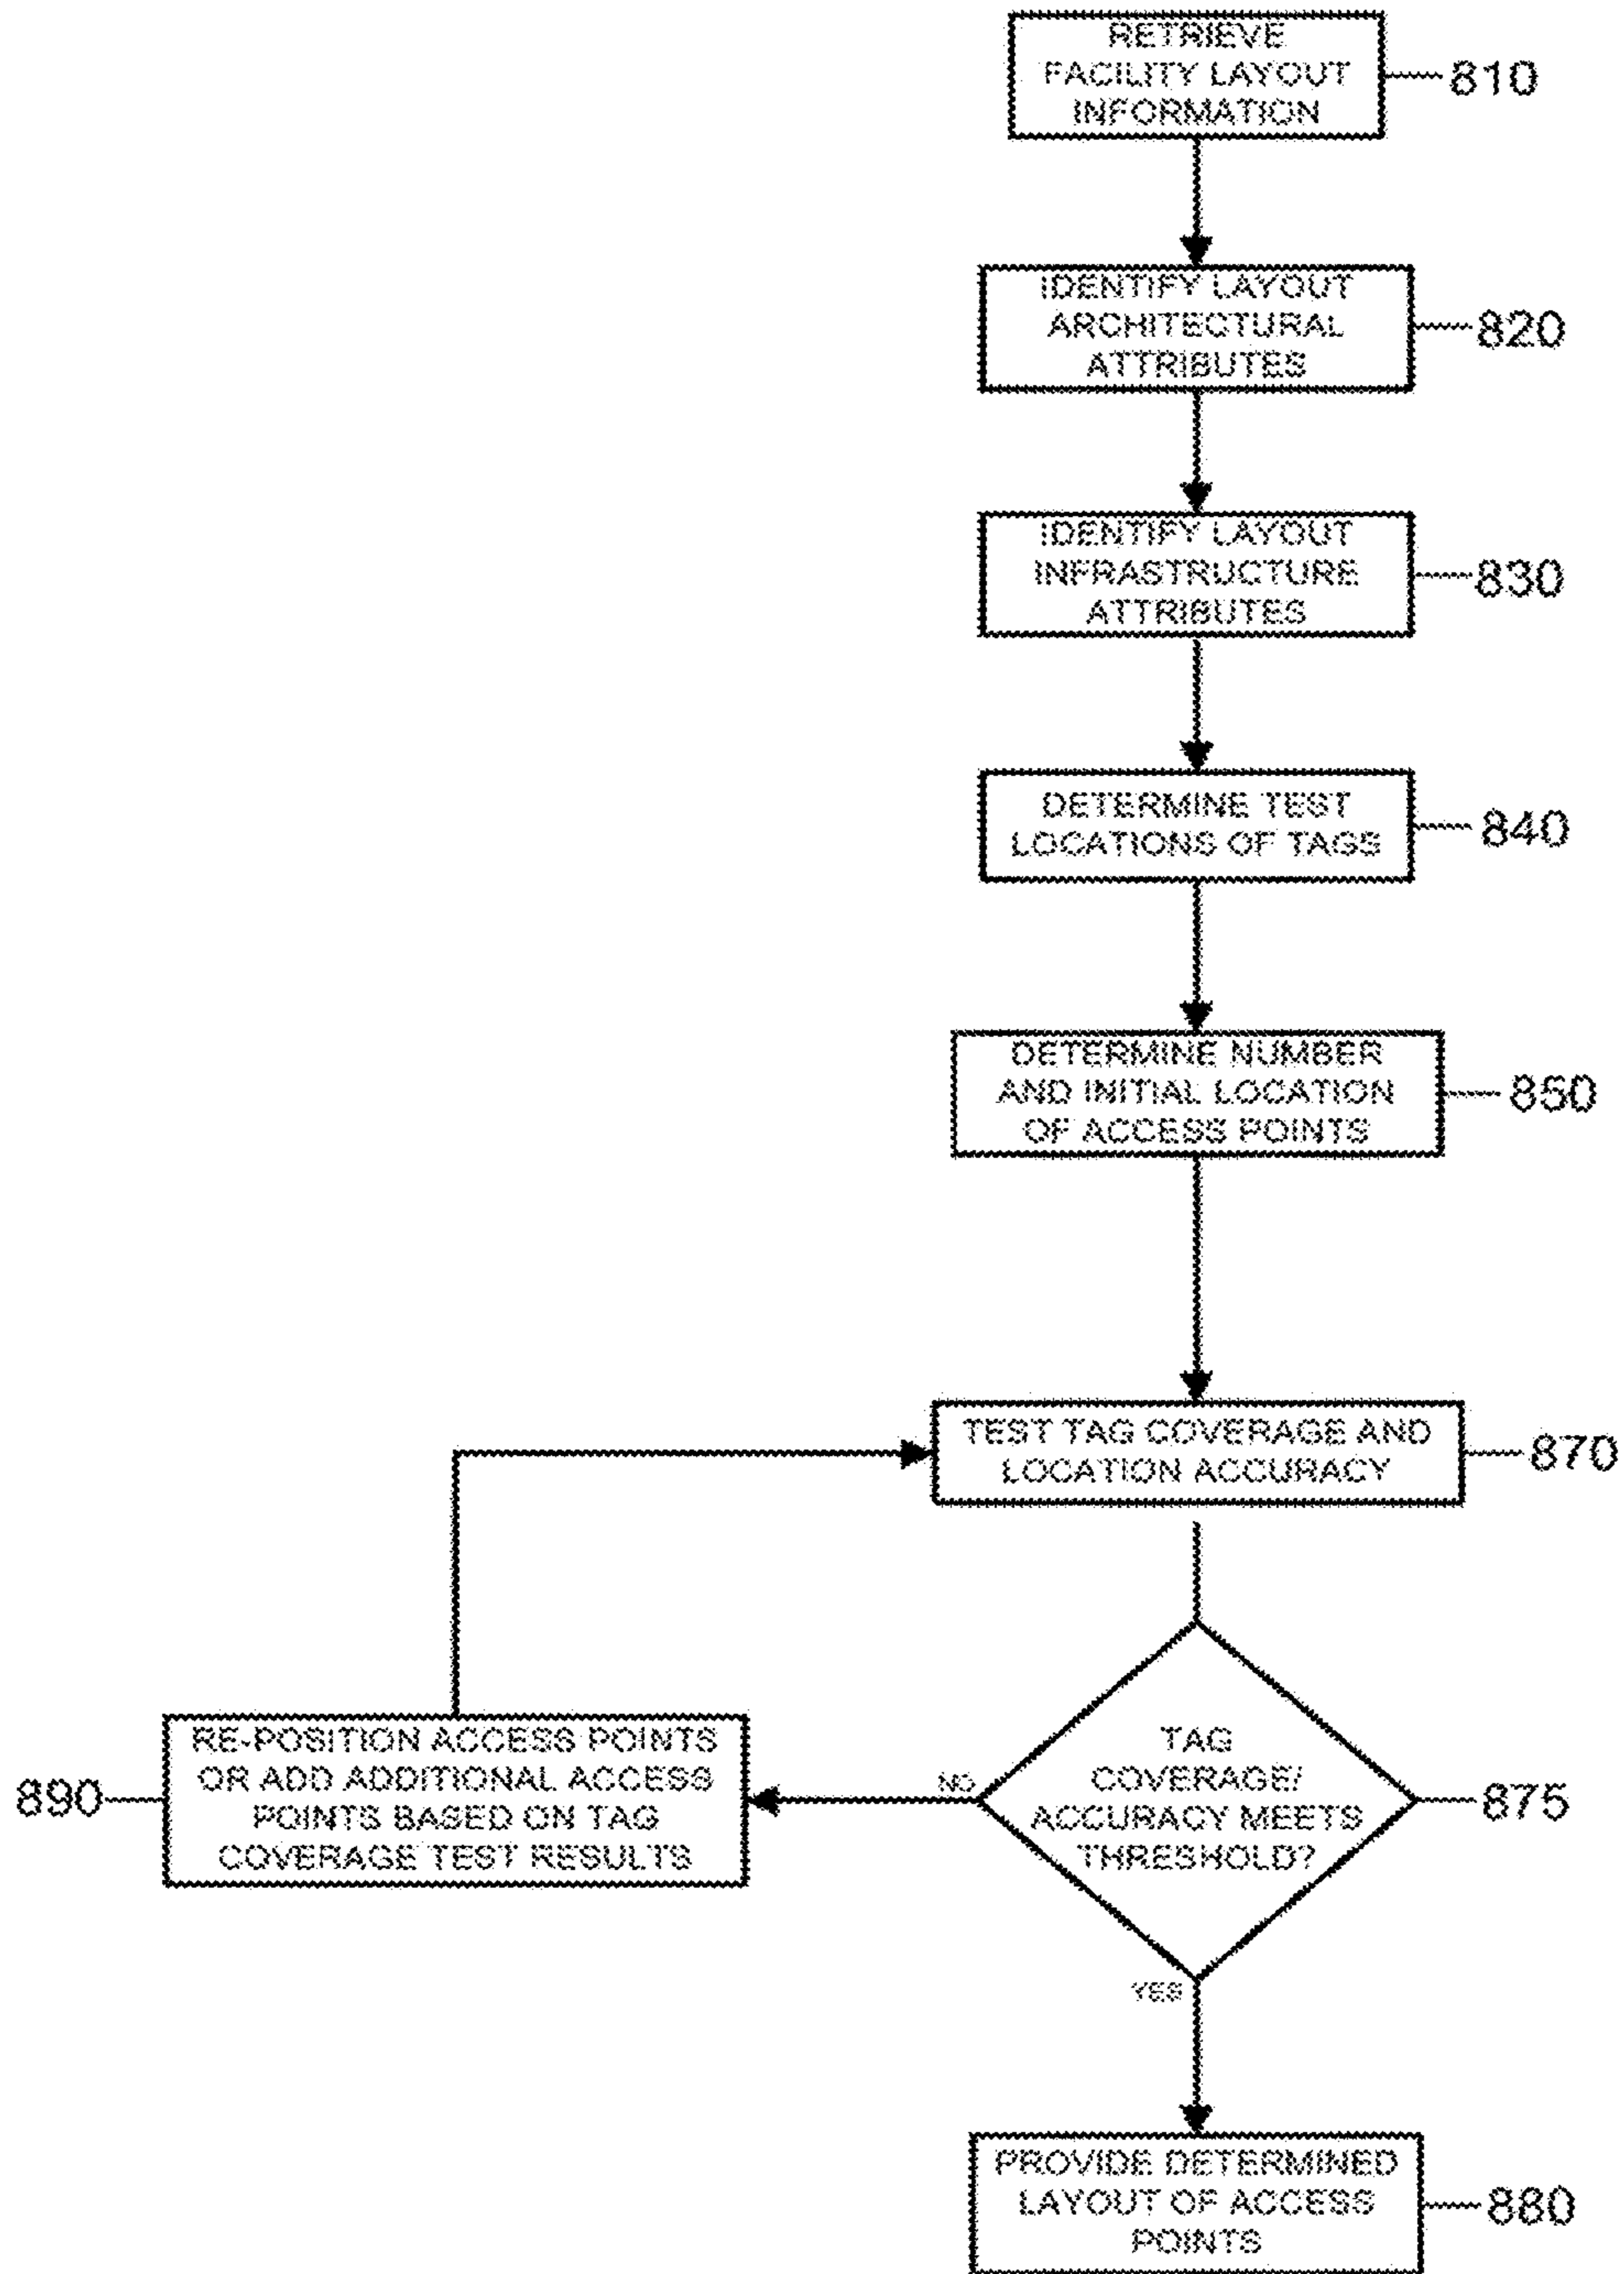 RETRIEVE
FACILITY LAYOUT
INFORMATION
810
IDENTIFY LAYOUT
ARCHITECTURAL
ATTRIBUTES
820
IDENTIFY LAYOUT
INFRASTRUCTURE
ATTRIBUTES
830
DETERMINE TEST
LOCATIONS OF TAGS
840
DETERMINE NUMBER
AND INITIAL LOCATION
OF ACCESS POINTS
850
TEST TAG COVERAGE AND
LOCATION ACCURACY
870
TAG
COVERAGE/
ACCURACY MEETS
THRESHOLD?
875
NO
RE-POSITION ACCESS POINTS
OR ADD ADDITIONAL ACCESS
POINTS BASED ON TAG
COVERAGE TEST RESULTS
890
YES
PROVIDE DETERMINED
LAYOUT OF ACCESS
POINTS
880